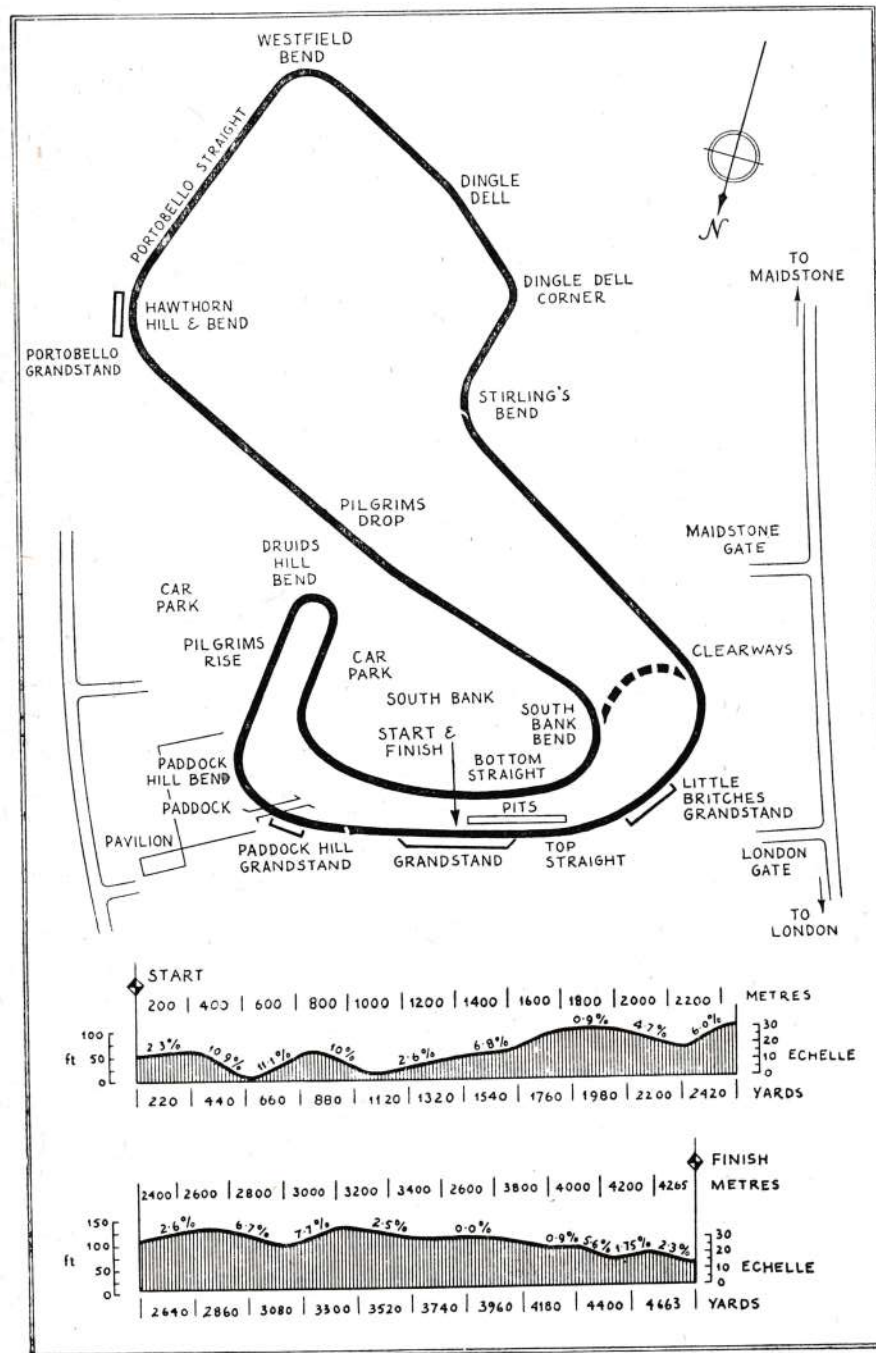 WESTFIELD
BEND
PORTOBELLO STRAIGHT
DINGLE
DELL
N
TO
MAIDSTONE
DINGLE DELL
CORNER
HAWTHORN
HILL & BEND
PORTOBELLO
GRANDSTAND
STIRLING'S
BEND
PILGRIMS
DROP
MAIDSTONE
GATE
DRUIDS
HILL
BEND
CAR
PARK
PILGRIMS
RISE
CAR
PARK
CLEARWAYS
SOUTH BANK
SOUTH
BANK
BEND
START &
FINISH
BOTTOM
STRAIGHT
PADDOCK
HILL BEND
PADDOCK
PITS
LITTLE
BRITCHES
GRANDSTAND
PAVILION
PADDOCK HILL
GRANDSTAND
GRANDSTAND
TOP
STRAIGHT
LONDON
GATE
TO
LONDON
START
200 400 600 800 1000 1200 1400 1600 1800 2000 2200 METRES
ft 100 50 0
2.3% 10.9% 11.1% 10% 2.6% 6.8% 0.9% 4.7% 6.0%
30 20 10 0 ECHELLE
220 440 660 880 1120 1320 1540 1760 1980 2200 2420 YARDS
FINISH
2400 2600 2800 3000 3200 3400 2600 3800 4000 4200 4265 METRES
ft 150 100 50 0
2.6% 6.7% 7.7% 2.5% 0.0% 0.9% 5.6% 1.75% 2.3%
30 20 10 0 ECHELLE
2640 2860 3080 3300 3520 3740 3960 4180 4400 4663 YARDS